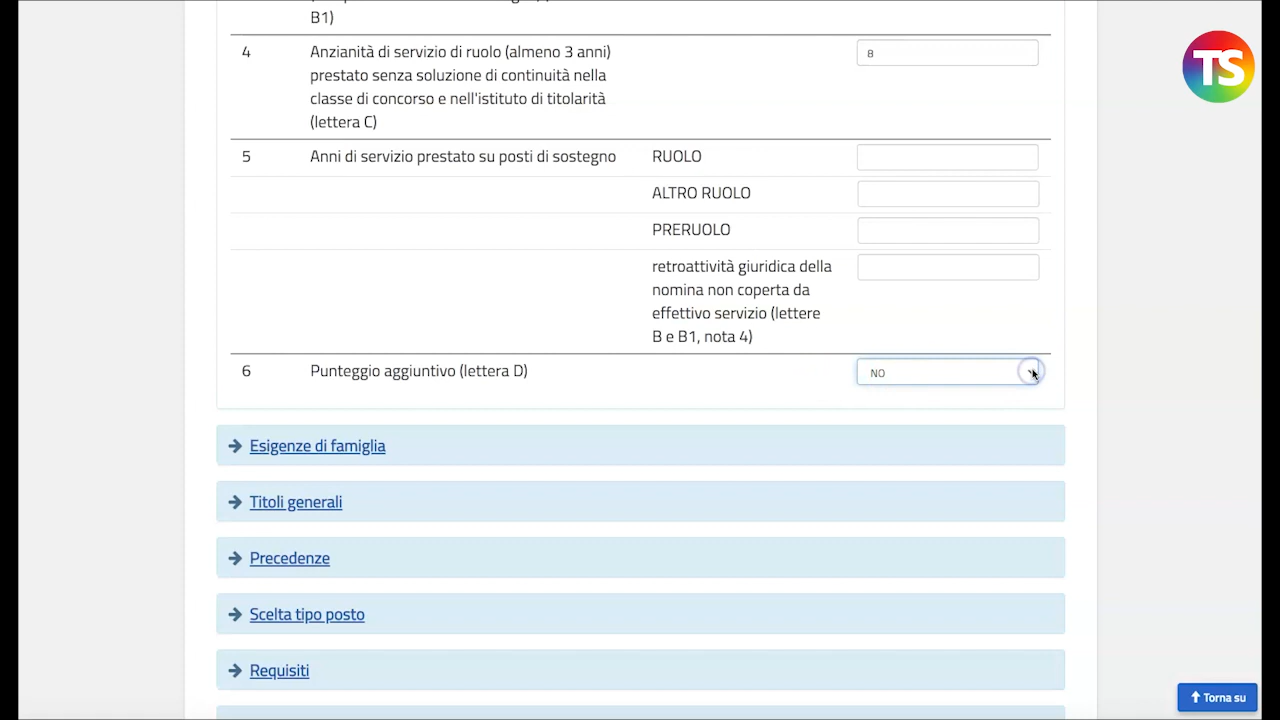 B1)
4 Anzianità di servizio di ruolo (almeno 3 anni) 8
prestato senza soluzione di continuità nella
classe di concorso e nell'istituto di titolarità
(lettera C)
5 Anni di servizio prestato su posti di sostegno RUOLO
ALTRO RUOLO
PRERUOLO
retroattività giuridica della
nomina non coperta da
effettivo servizio (lettere
B e B1, nota 4)
6 Punteggio aggiuntivo (lettera D) NO
Esigenze di famiglia
Titoli generali
Precedenze
Scelta tipo posto
Requisiti
Torna su
TS